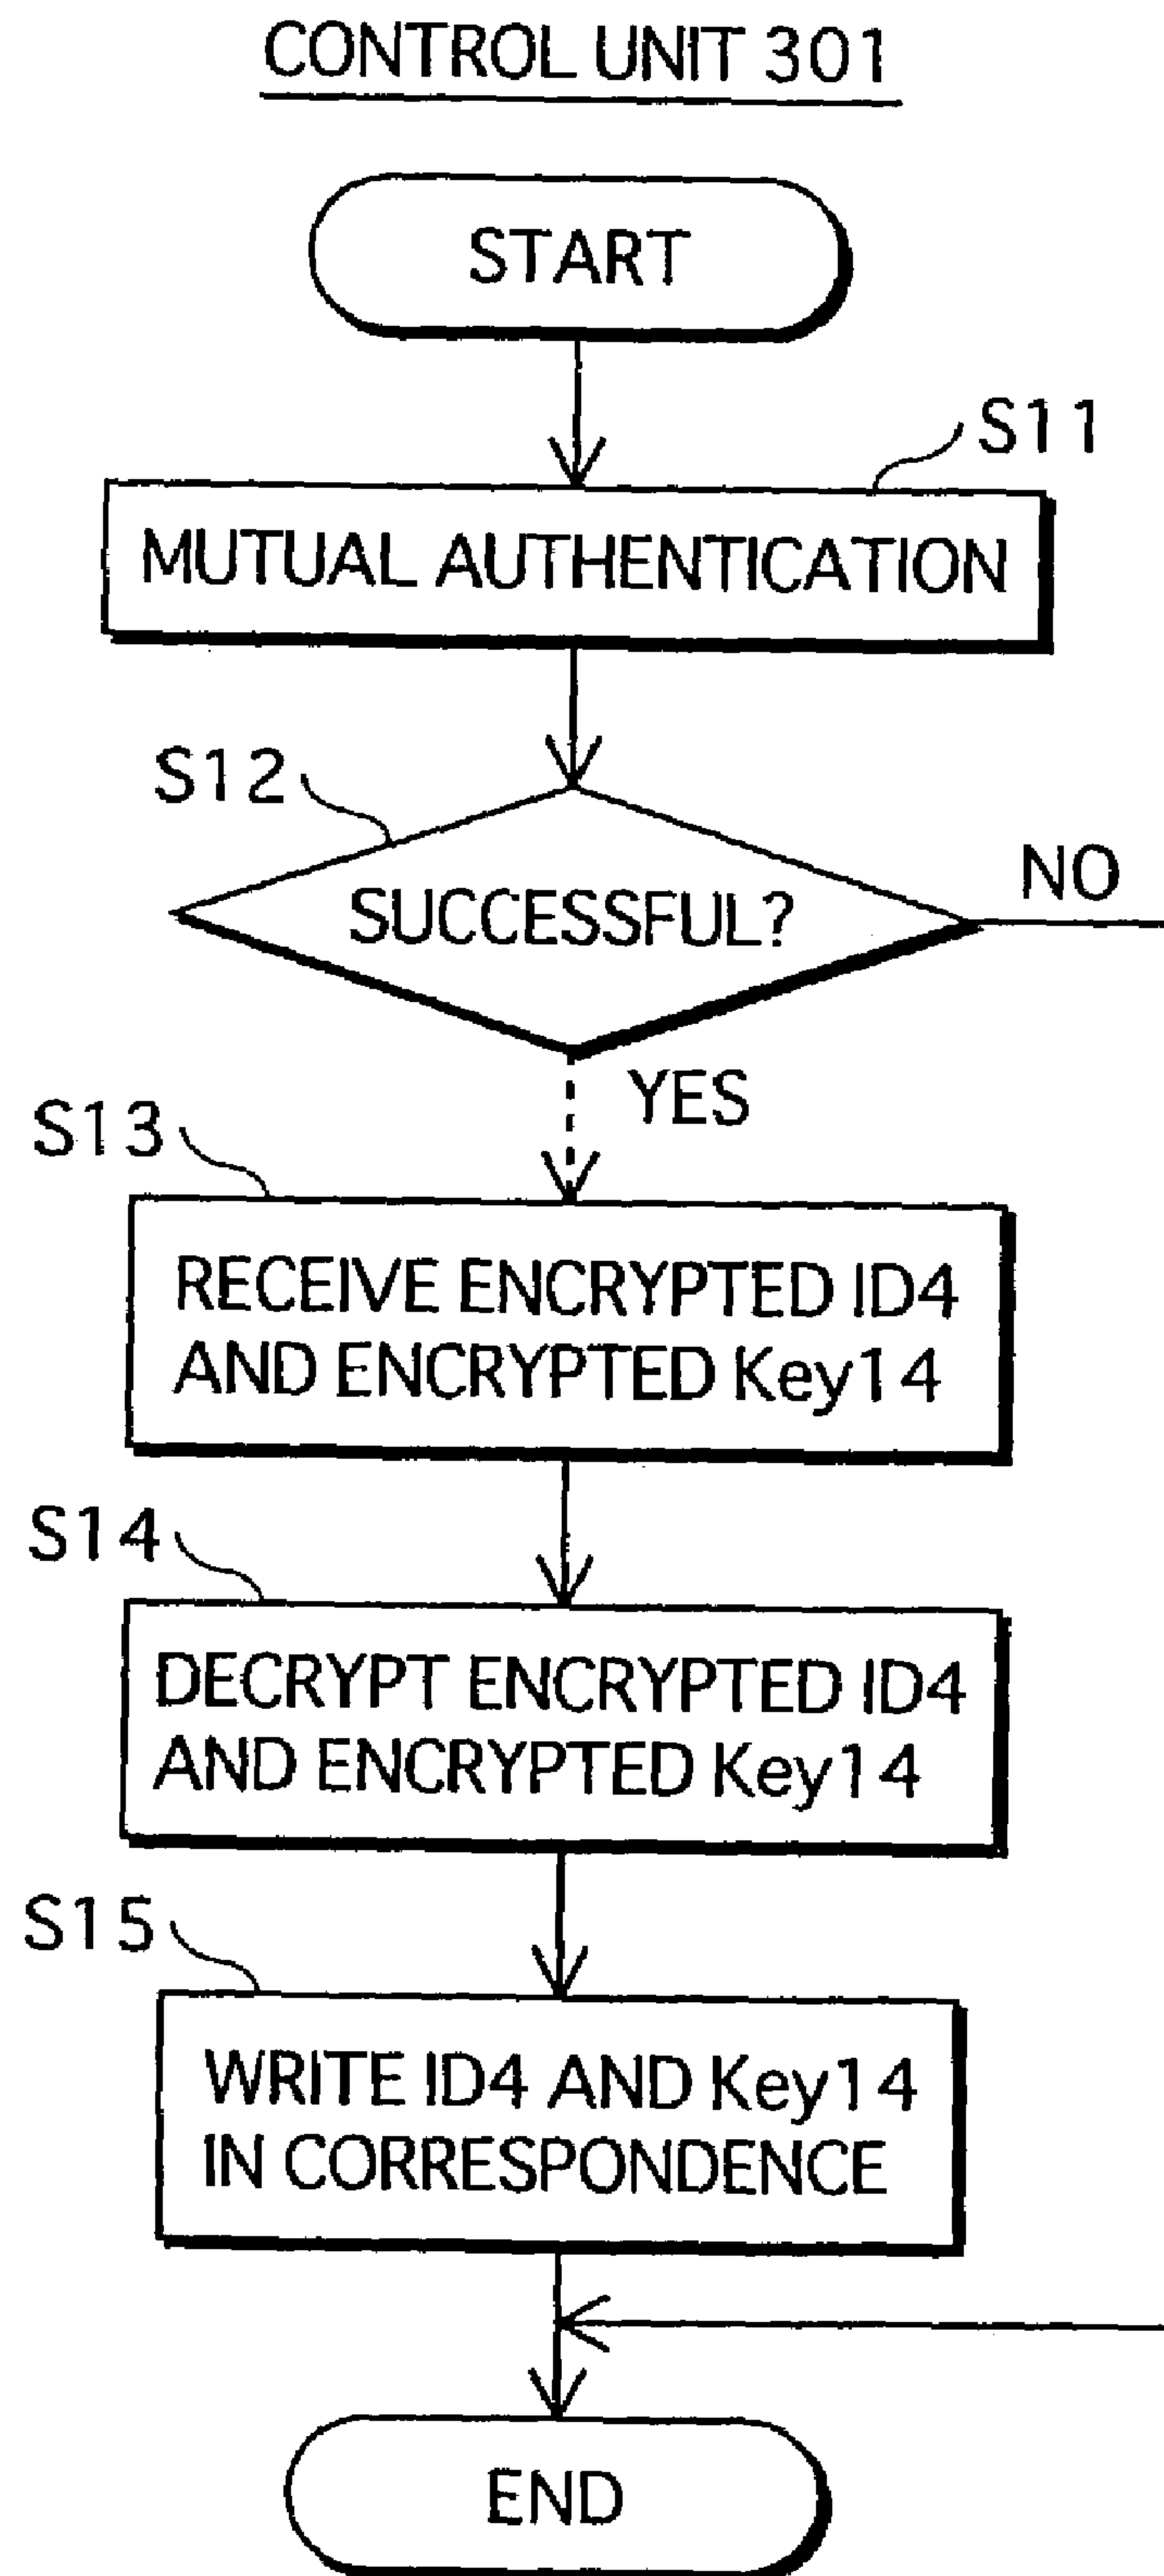 CONTROL UNIT 301
START
S11
MUTUAL AUTHENTICATION
S12
SUCCESSFUL?
NO
YES
S13
RECEIVE ENCRYPTED ID4
AND ENCRYPTED Key14
S14
DECRYPT ENCRYPTED ID4
AND ENCRYPTED Key14
S15
WRITE ID4 AND Key14
IN CORRESPONDENCE
END